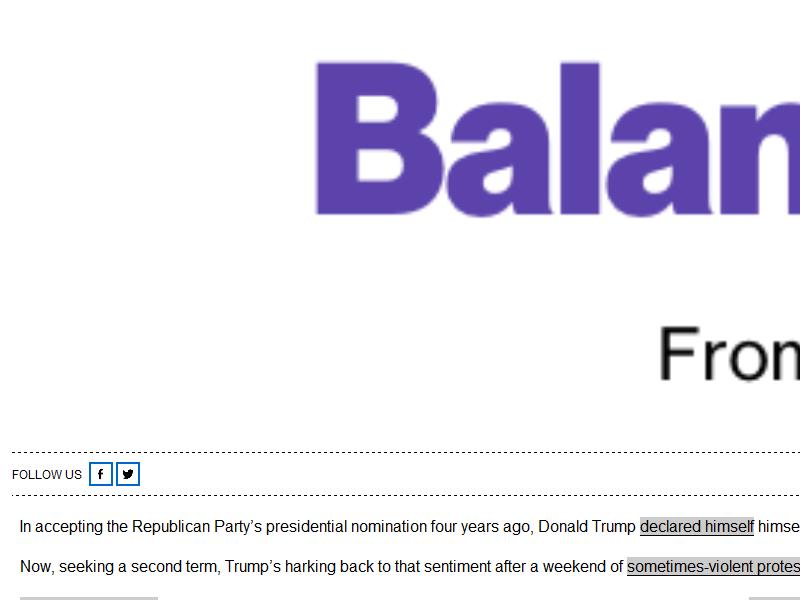 Balan
From
FOLLOW US
In accepting the Republican Party’s presidential nomination four years ago, Donald Trump declared himself himse
Now, seeking a second term, Trump’s harking back to that sentiment after a weekend of sometimes-violent protes